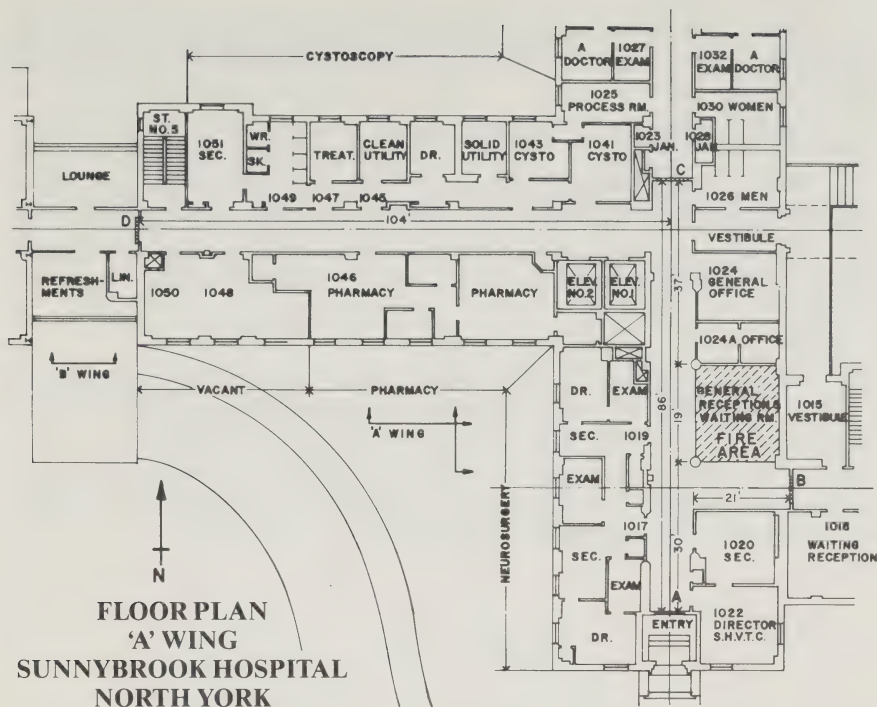 CYSTOSCOPY
A
DOCTOR
1027
EXAM
1032
EXAM
A
DOCTOR
1025
PROCESS RM.
1030 WOMEN
ST.
NO.5
1051
SEC.
WR.
SK.
TREAT.
CLEAN
UTILITY
DR.
SOLID
UTILITY
1043
CYSTO
1041
CYSTO
1023
JAN.
1028
JAN.
LOUNGE
1049
1047
1045
C
1026 MEN
D
104'
VESTIBULE
REFRESH-
MENTS
LIN.
1050
1048
1046
PHARMACY
PHARMACY
ELEV.
NO.2
ELEV.
NO.1
37'
1024
GENERAL
OFFICE
1024A OFFICE
'B' WING
VACANT
PHARMACY
'A' WING
DR.
EXAM
86'
19'
GENERAL
RECEPTION &
WAITING RM.
FIRE
AREA
1015
VESTIBULE
SEC.
1019
EXAM
B
21'
NEUROSURGERY
1017
SEC.
30'
1020
SEC.
1018
WAITING
RECEPTION
EXAM
A
N
DR.
ENTRY
1022
DIRECTOR
S.H.V.T.C.
FLOOR PLAN
'A' WING
SUNNYBROOK HOSPITAL
NORTH YORK